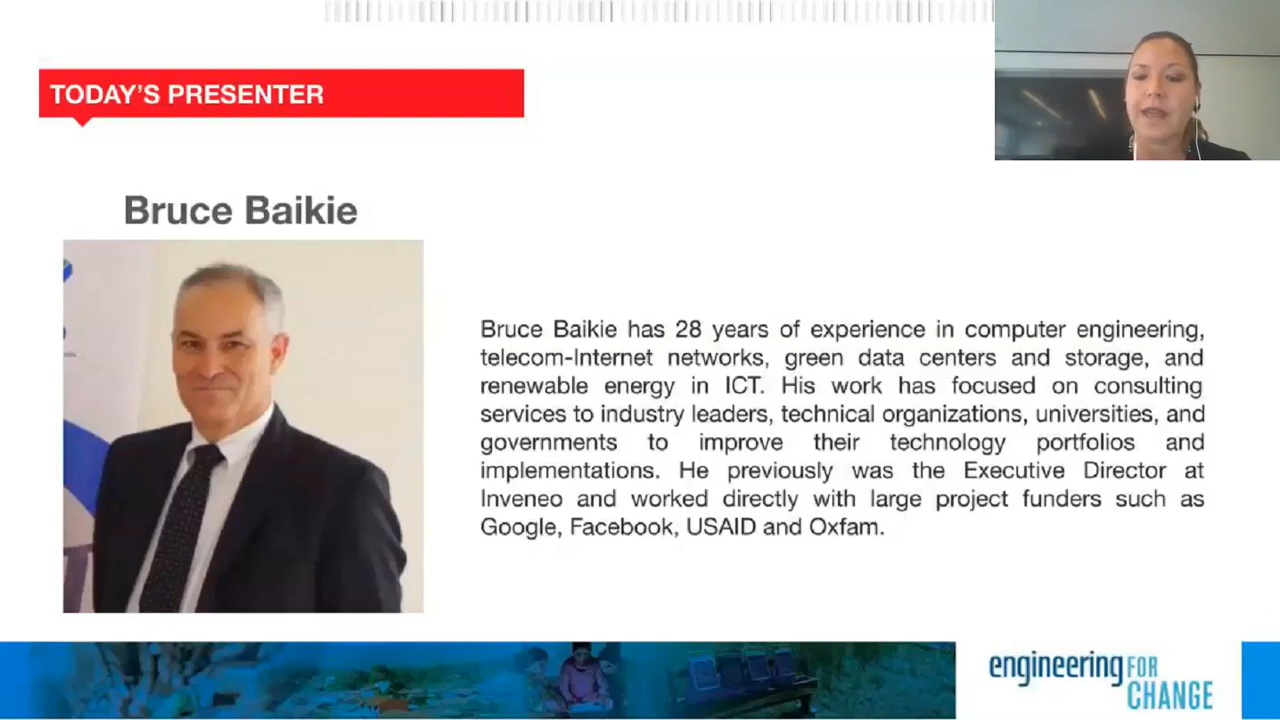 TODAY'S PRESENTER
Bruce Baikie
Bruce Baikie has 28 years of experience in computer engineering,
telecom-Internet networks, green data centers and storage, and
renewable energy in ICT. His work has focused on consulting
services to industry leaders, technical organizations, universities, and
governments to improve their technology portfolios and
implementations. He previously was the Executive Director at
Inveneo and worked directly with large project funders such as
Google, Facebook, USAID and Oxfam.
engineering FOR
CHANGE